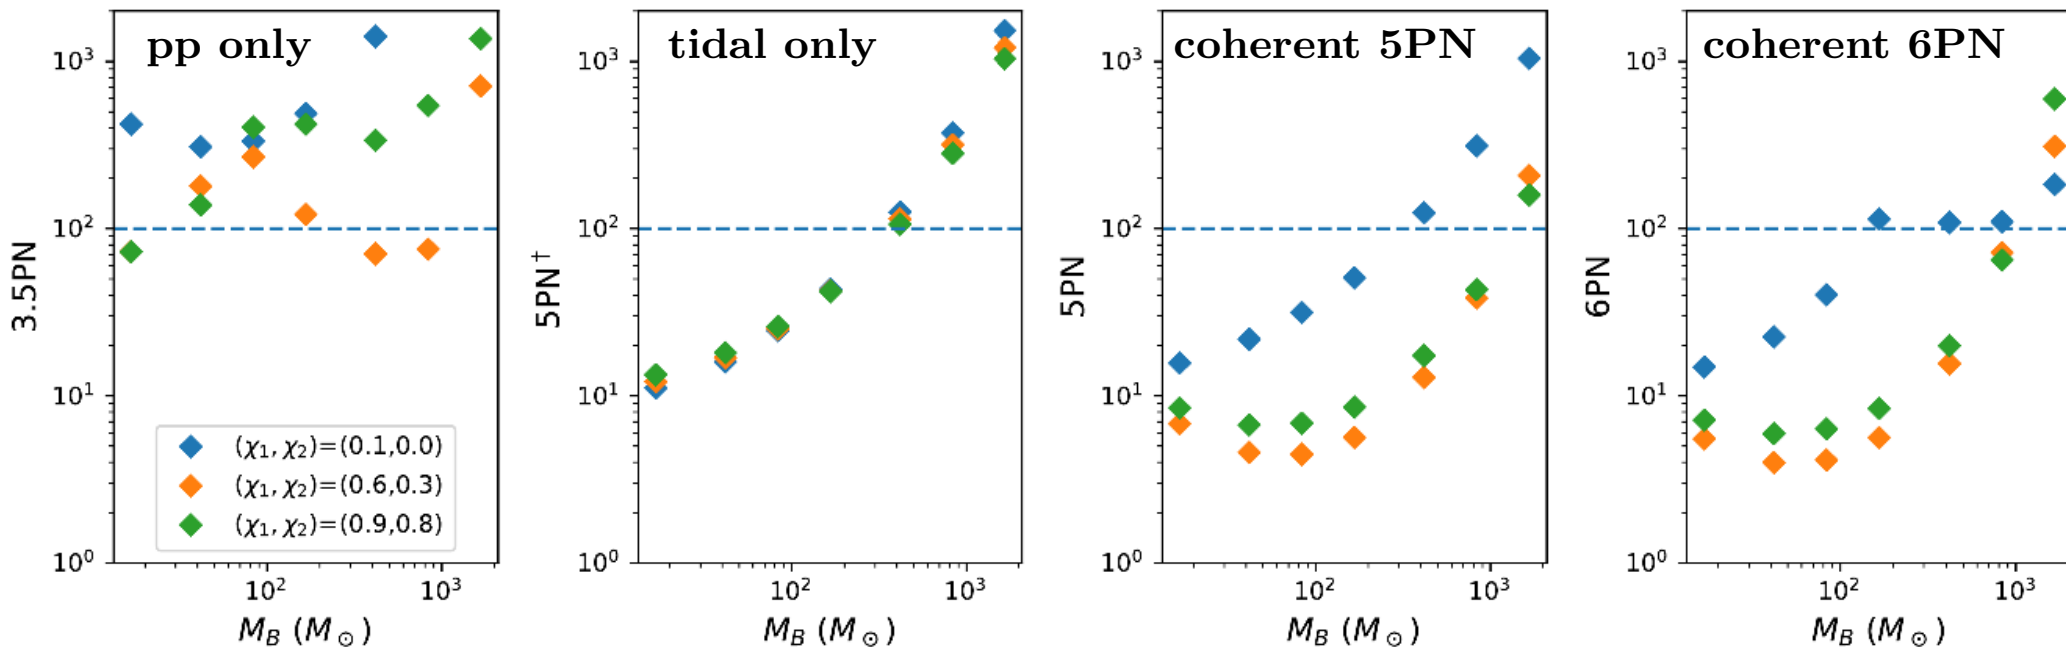 pp only
3.5PN
10³
10²
10¹
10⁰
(χ₁, χ₂)=(0.1,0.0)
(χ₁, χ₂)=(0.6,0.3)
(χ₁, χ₂)=(0.9,0.8)
10² 10³
M_B (M_⊙)
tidal only
5PN†
10³
10²
10¹
10⁰
10² 10³
M_B (M_⊙)
coherent 5PN
5PN
10³
10²
10¹
10⁰
10² 10³
M_B (M_⊙)
coherent 6PN
6PN
10³
10²
10¹
10⁰
10² 10³
M_B (M_⊙)